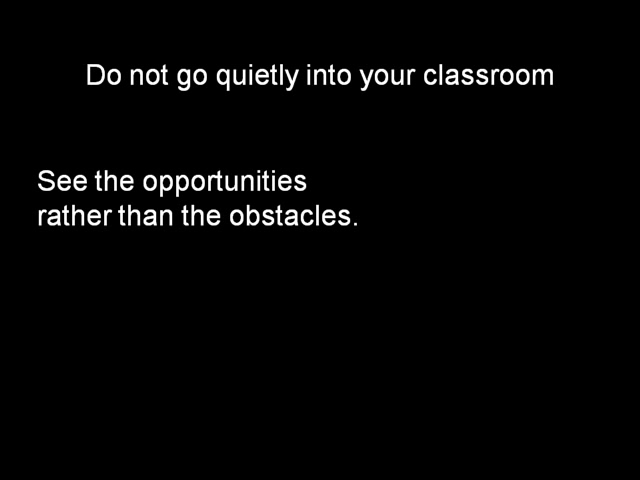 Do not go quietly into your classroom
See the opportunities
rather than the obstacles.